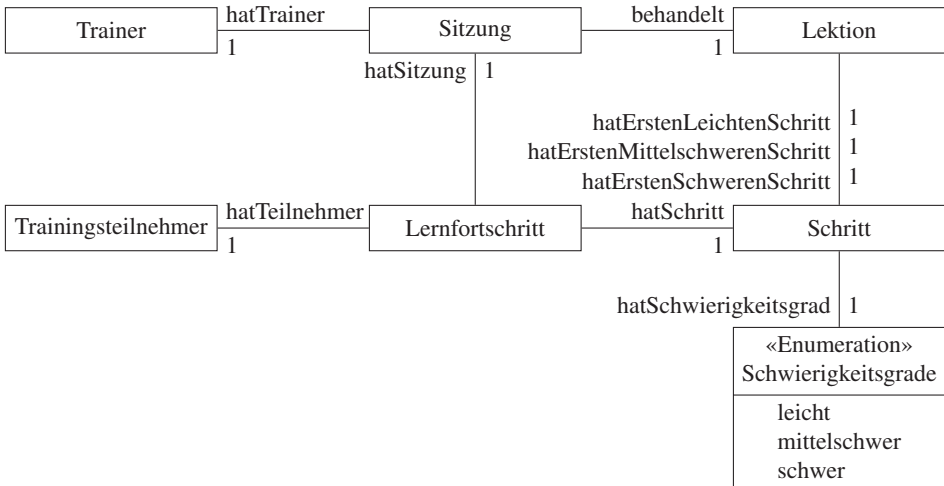 hatTrainer
behandelt
Trainer
Sitzung
Lektion
1
1
hatSitzung 1
hatErstenLeichtenSchritt 1
hatErstenMittelschwerenSchritt 1
hatErstenSchwerenSchritt 1
hatTeilnehmer
hatSchritt
Trainingsteilnehmer
Lernfortschritt
Schritt
1
1
hatSchwierigkeitsgrad 1
«Enumeration»
Schwierigkeitsgrade
leicht
mittelschwer
schwer